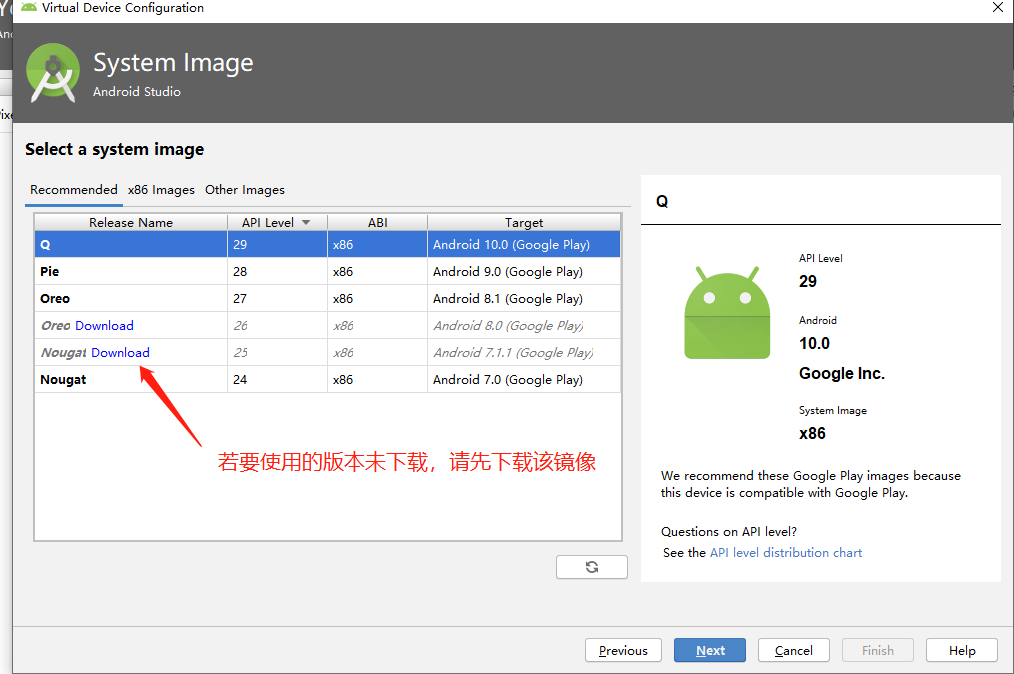 Virtual Device Configuration
System Image
Android Studio
Select a system image
Recommended x86 Images Other Images
Release Name API Level ABI Target
Q 29 x86 Android 10.0 (Google Play)
Pie 28 x86 Android 9.0 (Google Play)
Oreo 27 x86 Android 8.1 (Google Play)
Oreo Download 26 x86 Android 8.0 (Google Play)
Nougat Download 25 x86 Android 7.1.1 (Google Play)
Nougat 24 x86 Android 7.0 (Google Play)
若要使用的版本未下载，请先下载该镜像
Q
API Level
29
Android
10.0
Google Inc.
System Image
x86
We recommend these Google Play images because
this device is compatible with Google Play.
Questions on API level?
See the API level distribution chart
Previous Next Cancel Finish Help